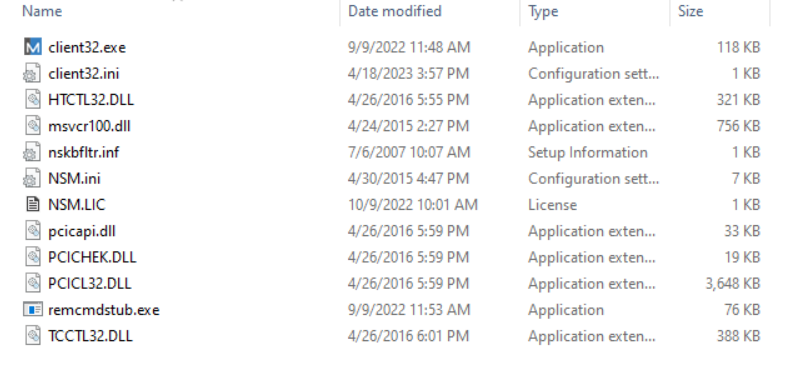 Name Date modified Type Size
client32.exe 9/9/2022 11:48 AM Application 118 KB
client32.ini 4/18/2023 3:57 PM Configuration sett... 1 KB
HTCTL32.DLL 4/26/2016 5:55 PM Application exten... 321 KB
msvcr100.dll 4/24/2015 2:27 PM Application exten... 756 KB
nskbfltr.inf 7/6/2007 10:07 AM Setup Information 1 KB
NSM.ini 4/30/2015 4:47 PM Configuration sett... 7 KB
NSM.LIC 10/9/2022 10:01 AM License 1 KB
pcicapi.dll 4/26/2016 5:59 PM Application exten... 33 KB
PCICHEK.DLL 4/26/2016 5:59 PM Application exten... 19 KB
PCICL32.DLL 4/26/2016 5:59 PM Application exten... 3,648 KB
remcmdstub.exe 9/9/2022 11:53 AM Application 76 KB
TCCTL32.DLL 4/26/2016 6:01 PM Application exten... 388 KB